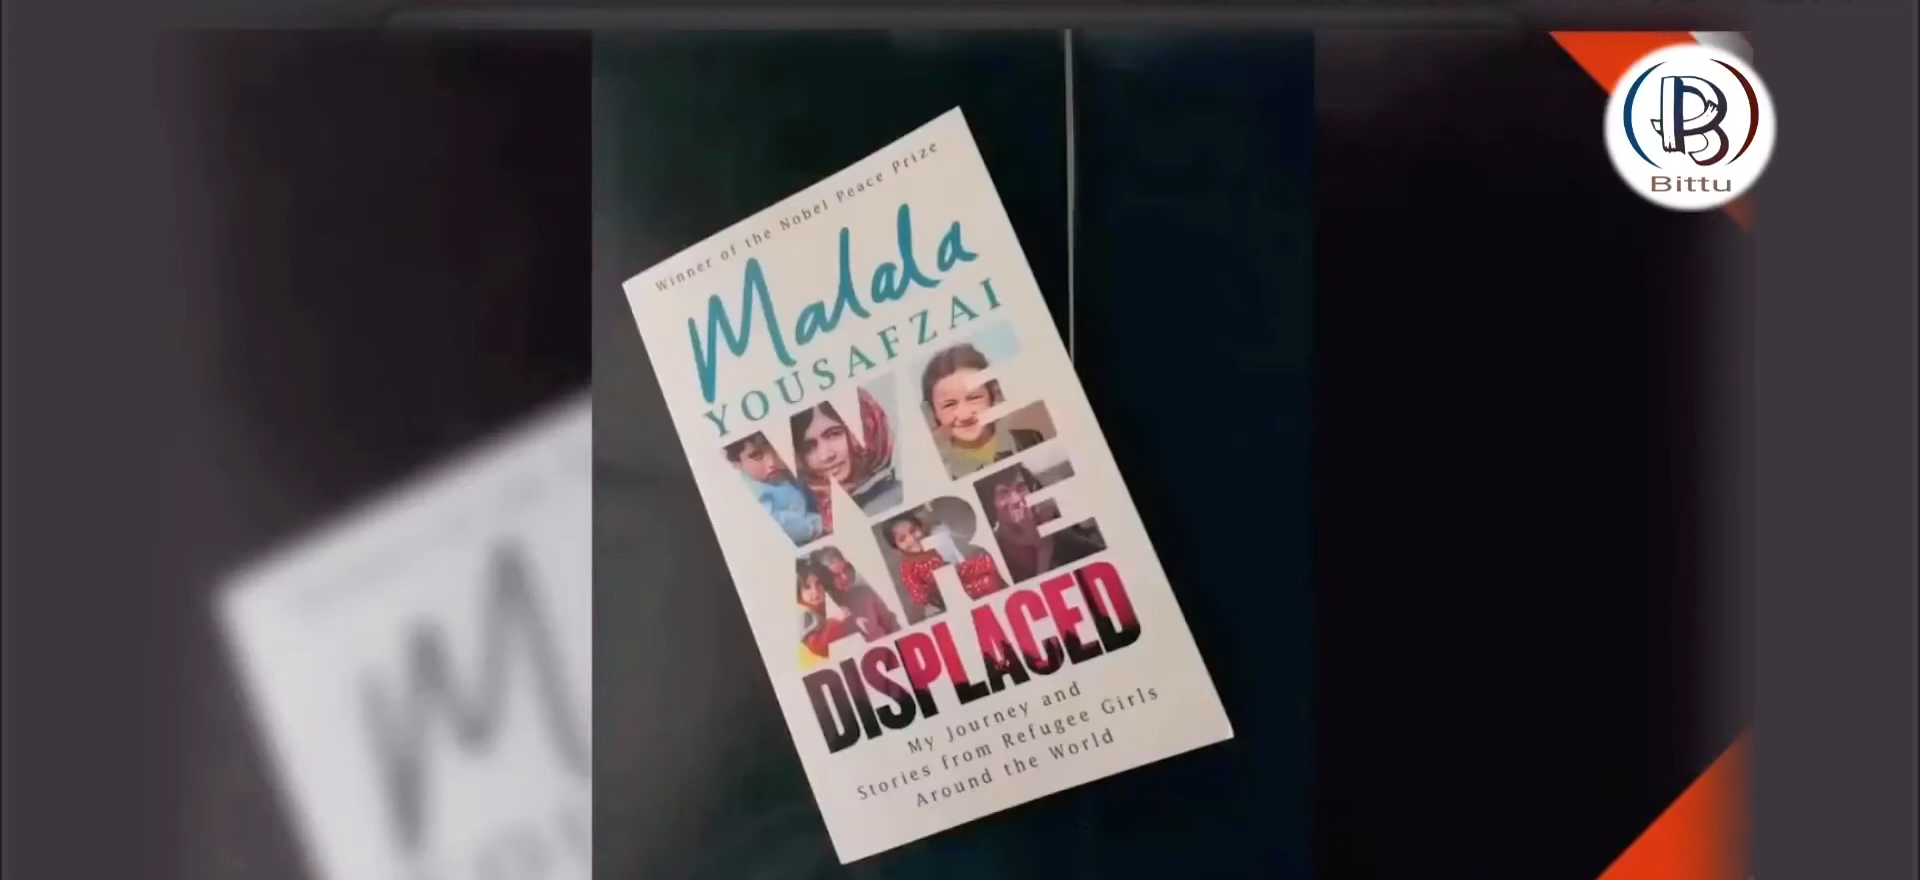 Winner of the Nobel Peace Prize
Malala
YOUSAFZAI
WE
ARE
DISPLACED
My Journey and
Stories from Refugee Girls
Around the World
B
Bittu